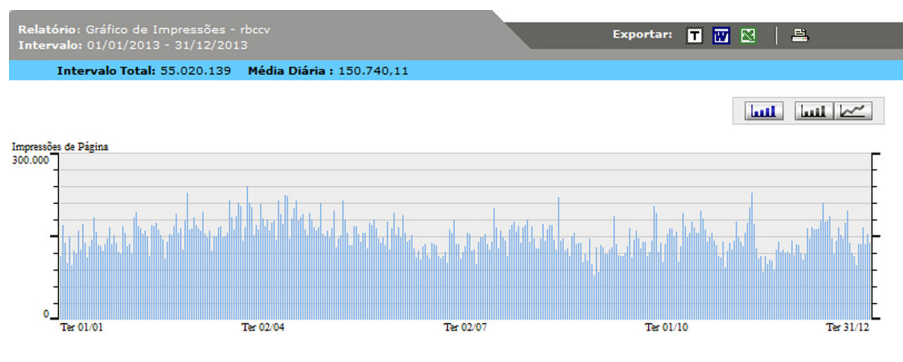 Relatório: Gráfico de Impressões - rbccv
Intervalo: 01/01/2013 - 31/12/2013
Exportar: T W X
Intervalo Total: 55.020.139 Média Diária : 150.740,11
Impressões de Página
300.000
0
Ter 01/01 Ter 02/04 Ter 02/07 Ter 01/10 Ter 31/12